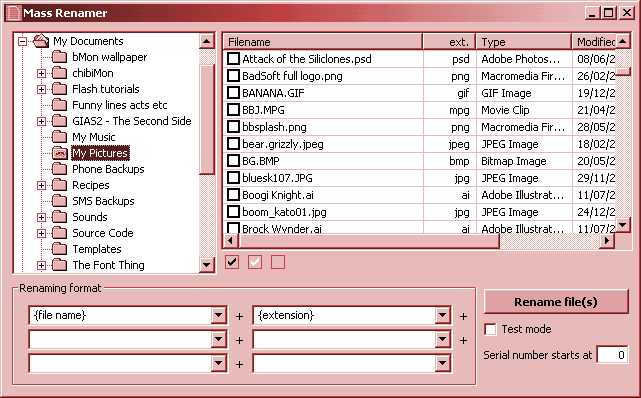 Mass Renamer
My Documents
bMon wallpaper
chibiMon
Flash tutorials
Funny lines acts etc
GIAS2 - The Second Side
My Music
My Pictures
Phone Backups
Recipes
SMS Backups
Sounds
Source Code
Templates
The Font Thing
Filename ext. Type Modified
Attack of the Siliclones.psd psd Adobe Photos... 08/06/2
BadSoft full logo.png png Macromedia Fir... 26/02/2
BANANA.GIF gif GIF Image 19/12/2
BBJ.MPG mpg Movie Clip 21/04/2
bbsplash.png png Macromedia Fir... 28/05/2
bear.grizzly.jpeg jpeg JPEG Image 18/02/2
BG.BMP bmp Bitmap Image 20/05/2
bluesk107.JPG jpg JPEG Image 29/11/2
Boogi Knight.ai ai Adobe Illustrat... 11/07/2
boom_kato01.jpg jpg JPEG Image 24/12/2
Brock Wynder.ai ai Adobe Illustrat... 11/07/2
Renaming format
{file name} + {extension} +
+ +
+
Rename file(s)
Test mode
Serial number starts at 0